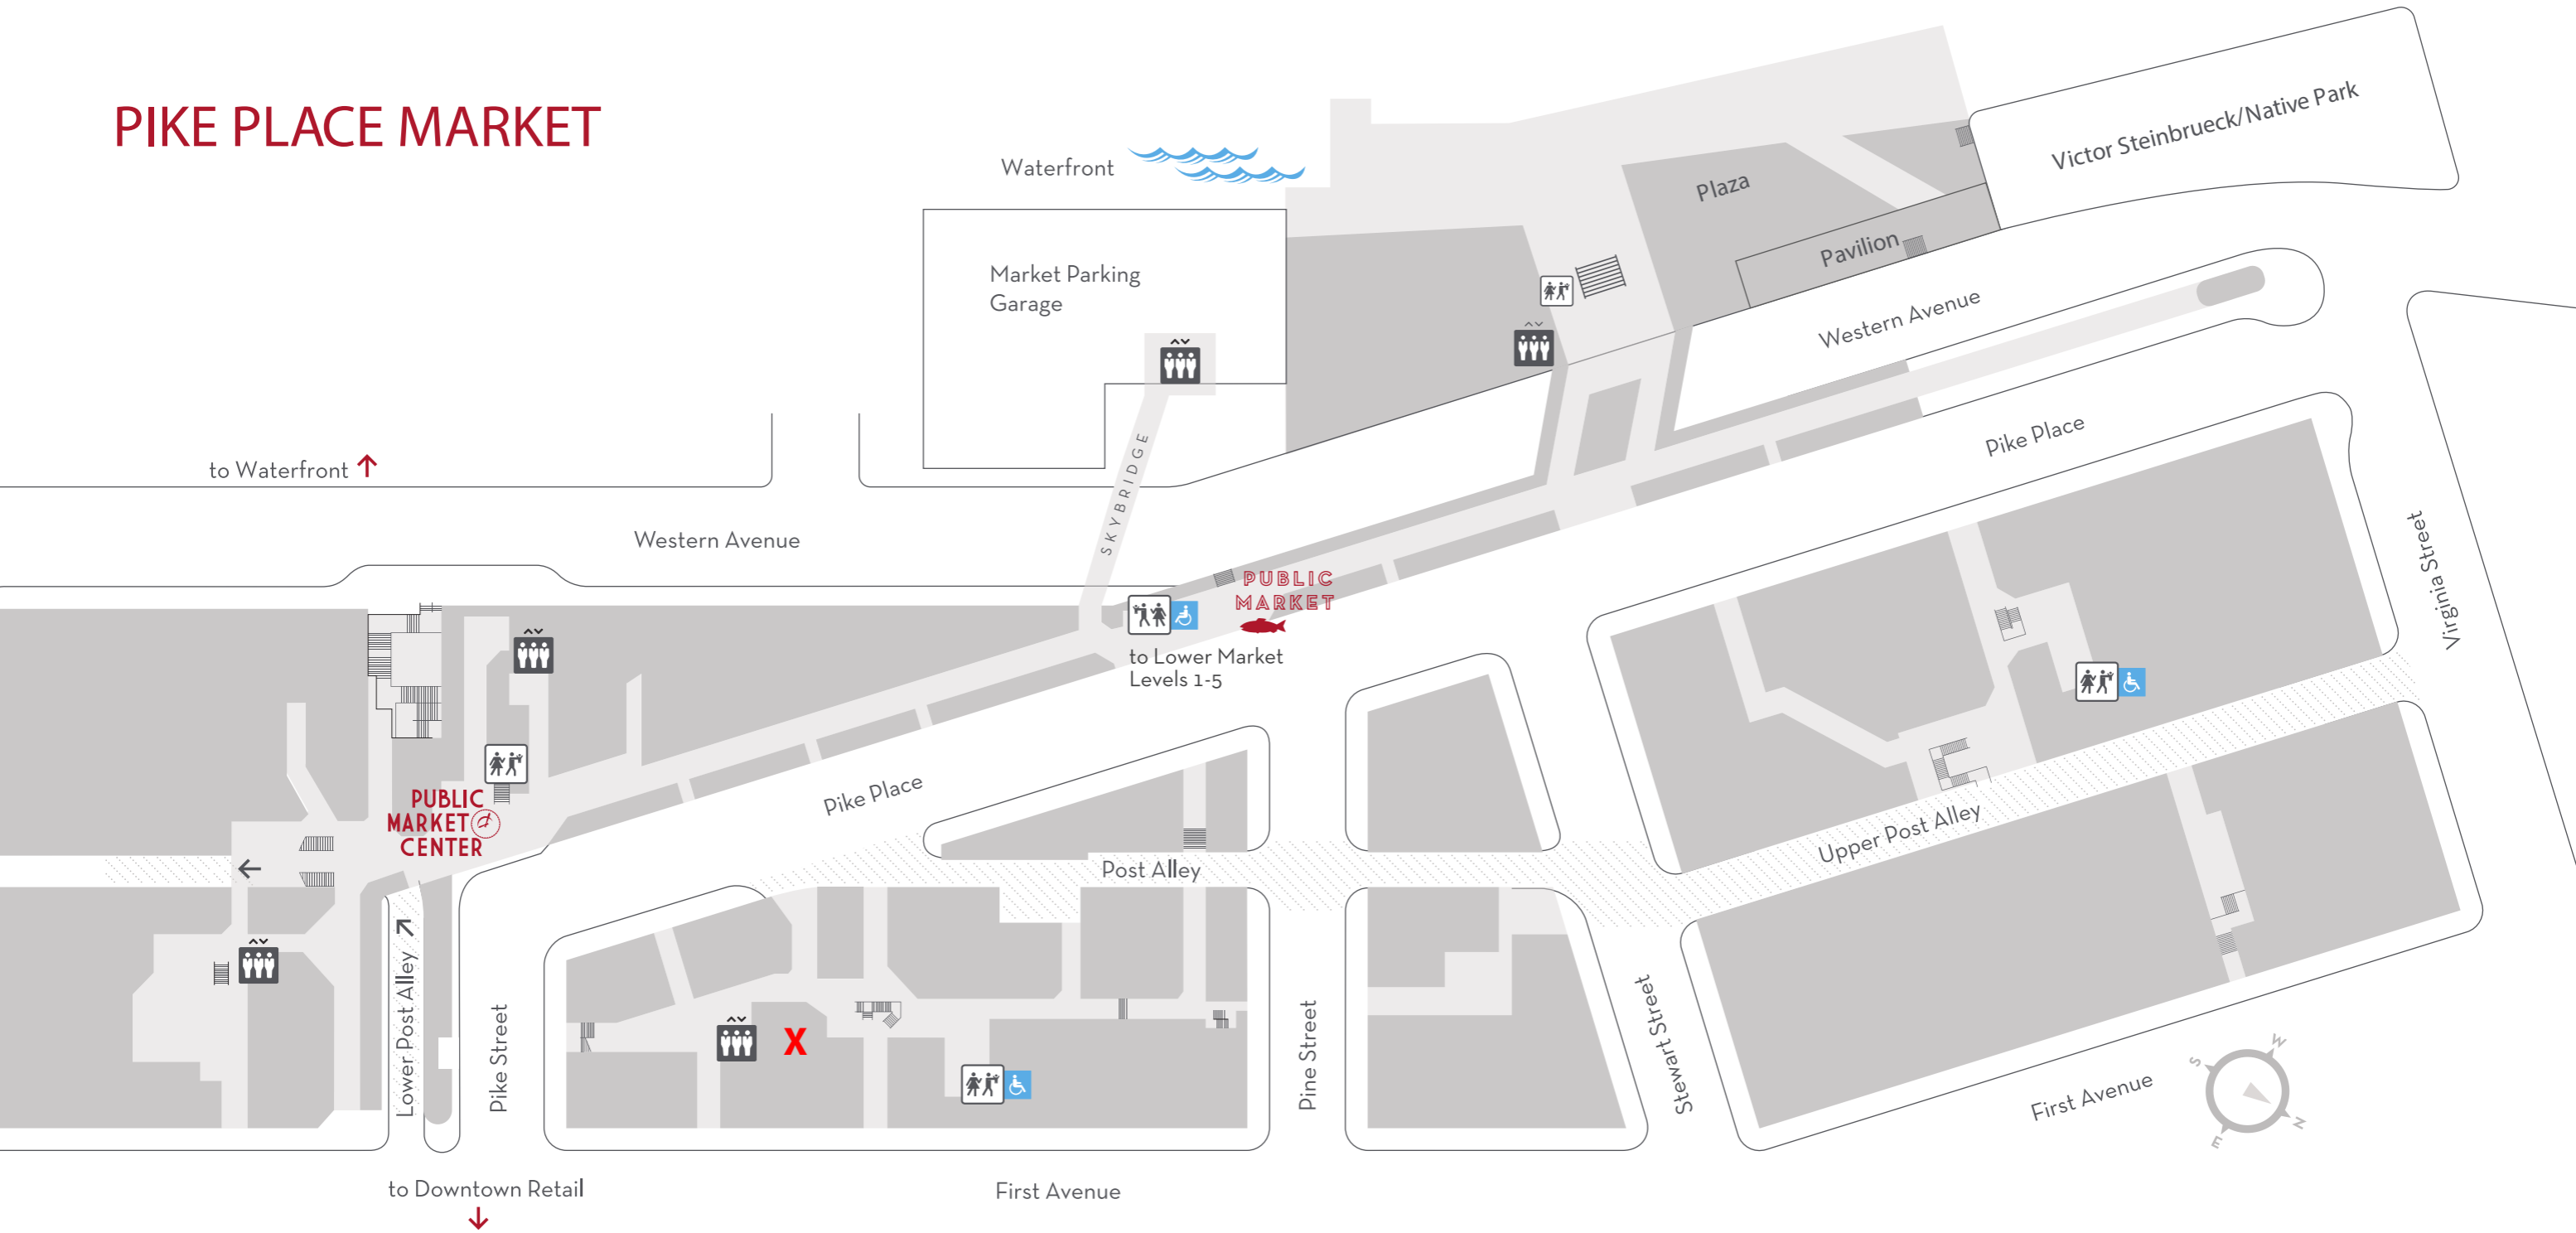 PIKE PLACE MARKET
Victor Steinbrueck/Native Park
Waterfront
Plaza
Pavilion
Market Parking
Garage
Western Avenue
SKYBRIDGE
Pike Place
to Waterfront
Western Avenue
Virginia Street
PUBLIC
MARKET
to Lower Market
Levels 1-5
PUBLIC
MARKET
CENTER
Pike Place
Post Alley
Upper Post Alley
Lower Post Alley
Pike Street
X
Pine Street
Stewart Street
First Avenue
S
W
E
N
to Downtown Retail
First Avenue